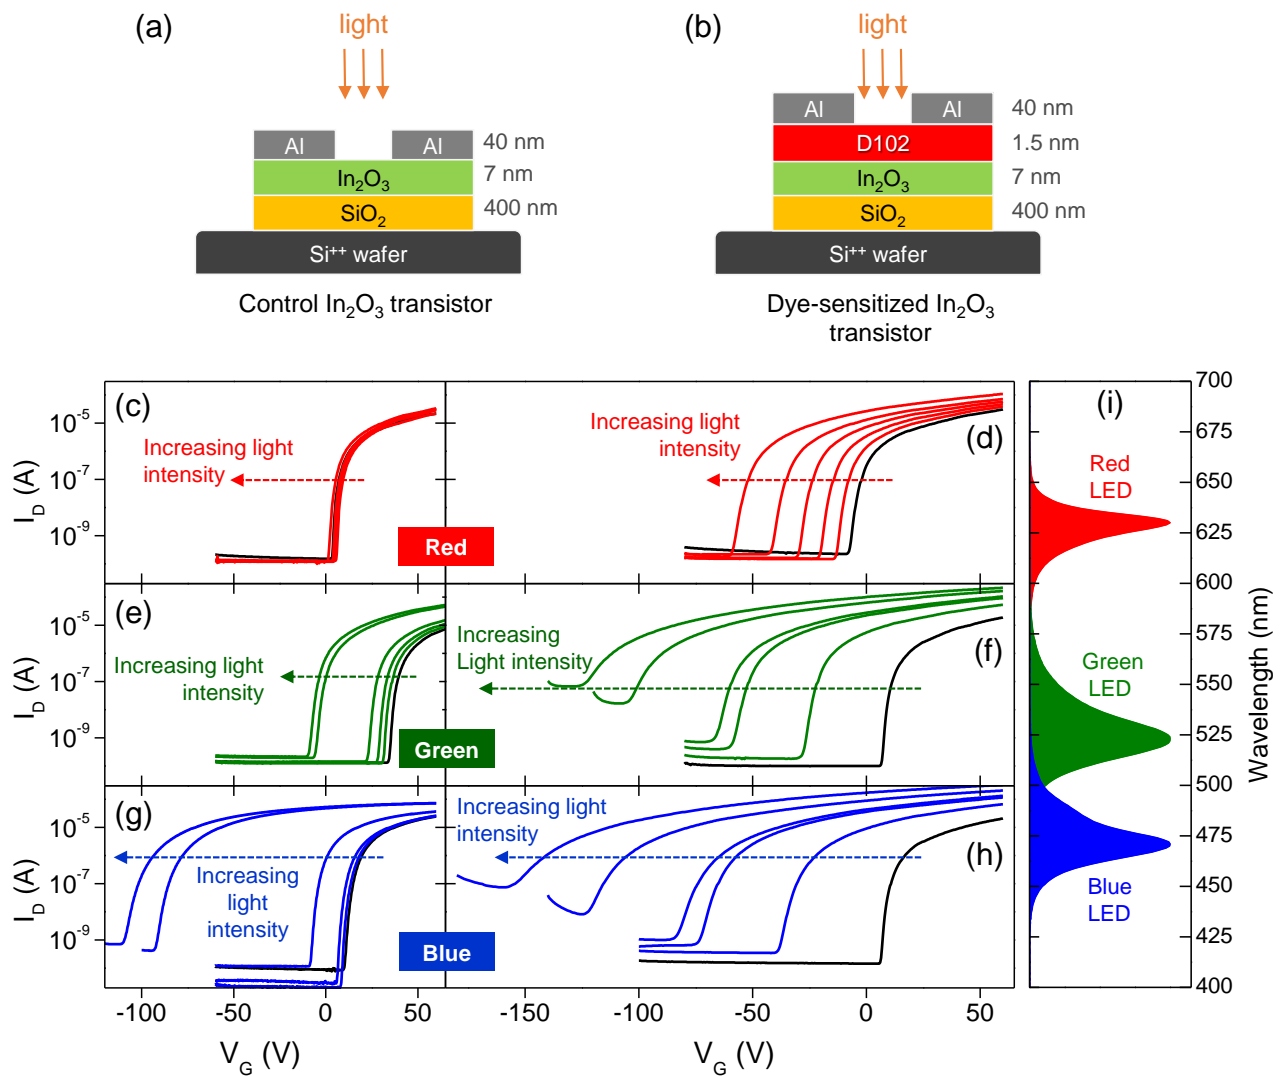 (a)
light
Al
Al
40 nm
In₂O₃
7 nm
SiO₂
400 nm
Si⁺⁺ wafer
Control In₂O₃ transistor
(b)
light
Al
Al
40 nm
D102
1.5 nm
In₂O₃
7 nm
SiO₂
400 nm
Si⁺⁺ wafer
Dye-sensitized In₂O₃
transistor
(c)
Increasing light
intensity
10⁻⁵
10⁻⁷
10⁻⁹
I_D (A)
Red
(d)
Increasing light
intensity
(e)
Increasing light
intensity
10⁻⁵
10⁻⁷
10⁻⁹
I_D (A)
Green
(f)
Increasing
Light intensity
(g)
Increasing
light
intensity
10⁻⁵
10⁻⁷
10⁻⁹
I_D (A)
Blue
(h)
Increasing light
intensity
-100
-50
0
50
V_G (V)
-150
-100
-50
0
50
V_G (V)
(i)
Red
LED
Green
LED
Blue
LED
700
675
650
625
600
575
550
525
500
475
450
425
400
Wavelength (nm)